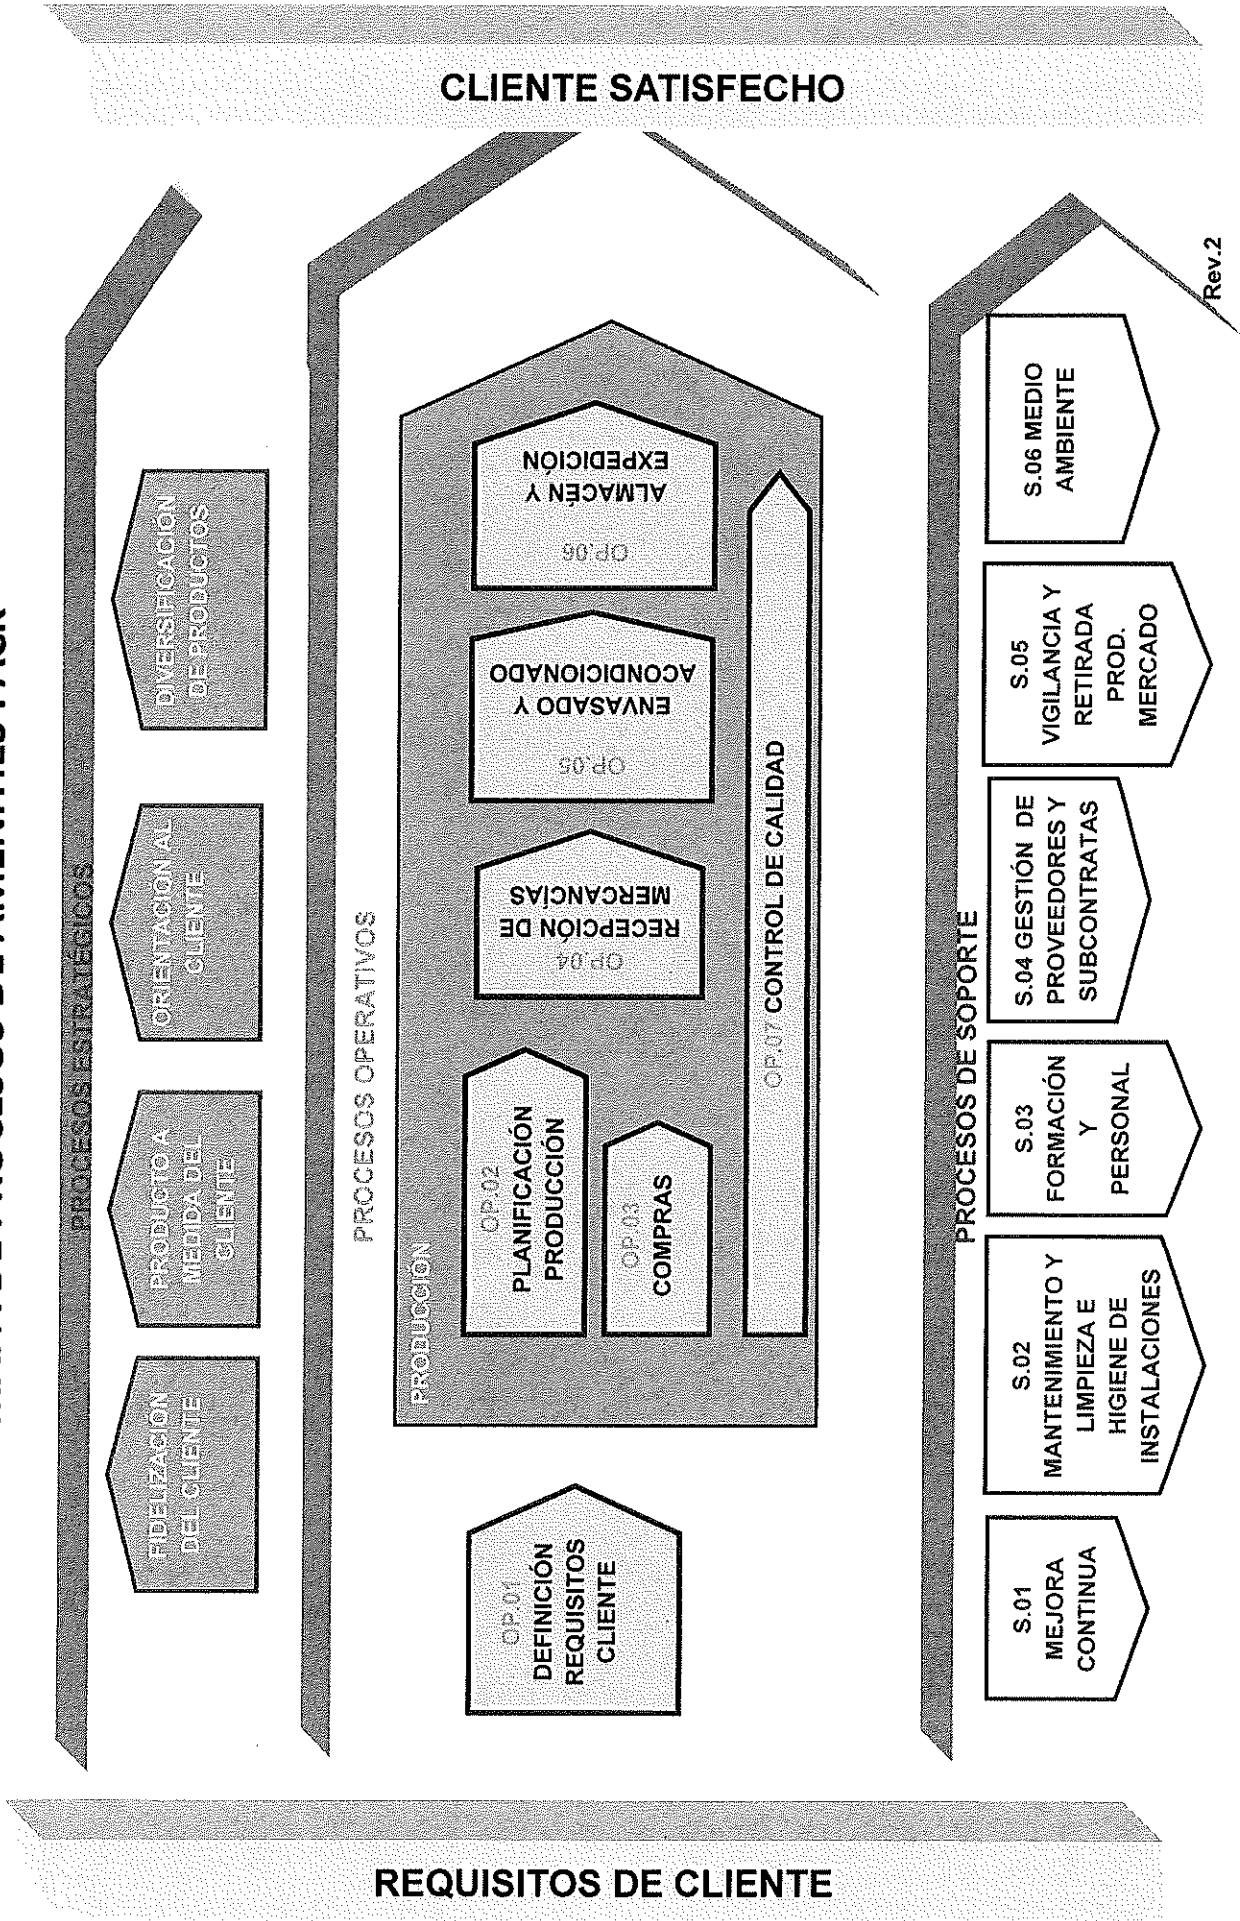 CLIENTE SATISFECHO
PROCESOS ESTRATÉGICOS
FIDELIZACIÓN
DEL CLIENTE
PRODUCTO A
MEDIDA DEL
CLIENTE
ORIENTACIÓN AL
CLIENTE
DIVERSIFICACIÓN
DE PRODUCTOS
PROCESOS OPERATIVOS
OP.01
DEFINICIÓN
REQUISITOS
CLIENTE
PRODUCCIÓN
OP.02
PLANIFICACIÓN
PRODUCCIÓN
OP.03
COMPRAS
OP.04
RECEPCIÓN DE
MERCANCÍAS
OP.05
ENVASADO Y
ACONDICIONADO
OP.06
ALMACÉN Y
EXPEDICIÓN
OP.07 CONTROL DE CALIDAD
PROCESOS DE SOPORTE
S.01
MEJORA
CONTINUA
S.02
MANTENIMIENTO Y
LIMPIEZA E
HIGIENE DE
INSTALACIONES
S.03
FORMACIÓN
Y
PERSONAL
S.04 GESTIÓN DE
PROVEEDORES Y
SUBCONTRATAS
S.05
VIGILANCIA Y
RETIRADA
PROD.
MERCADO
S.06 MEDIO
AMBIENTE
Rev.2
REQUISITOS DE CLIENTE